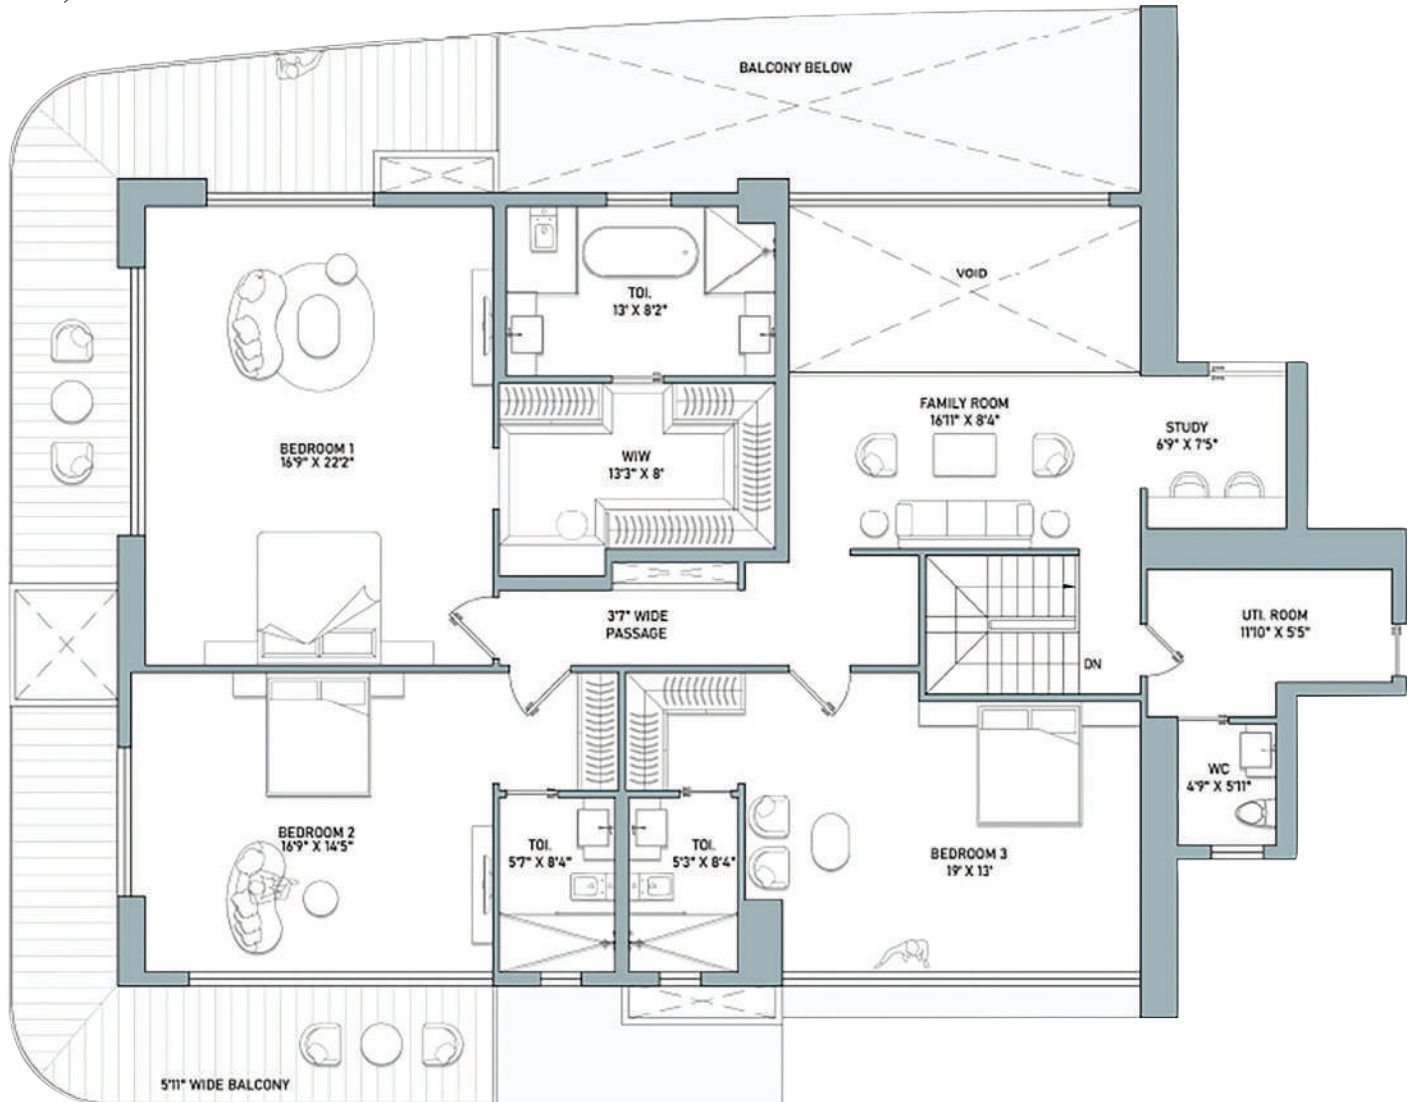 BALCONY BELOW
VOID
TOI.
13' X 8'2"
FAMILY ROOM
16'11" X 8'4"
STUDY
6'9" X 7'5"
BEDROOM 1
16'9" X 22'2"
WIW
13'3" X 8'
3'7" WIDE
PASSAGE
UTI. ROOM
11'10" X 5'5"
DN
WC
4'9" X 5'11"
BEDROOM 2
16'9" X 14'5"
TOI.
5'7" X 8'4"
TOI.
5'3" X 8'4"
BEDROOM 3
19' X 13'
5'11" WIDE BALCONY